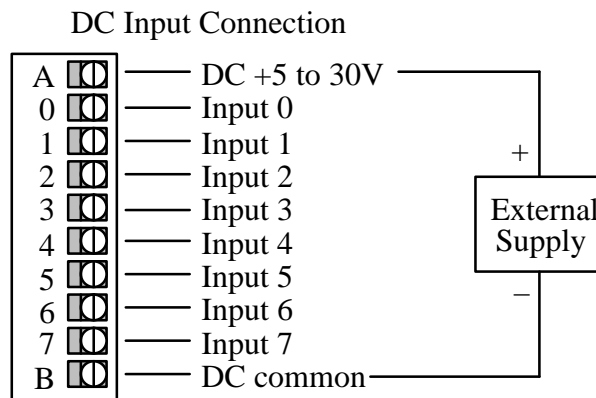 DC Input Connection
A DC +5 to 30V
0 Input 0
1 Input 1
2 Input 2
+
3 Input 3
External
4 Input 4
Supply
5 Input 5
6 Input 6
−
7 Input 7
B DC common